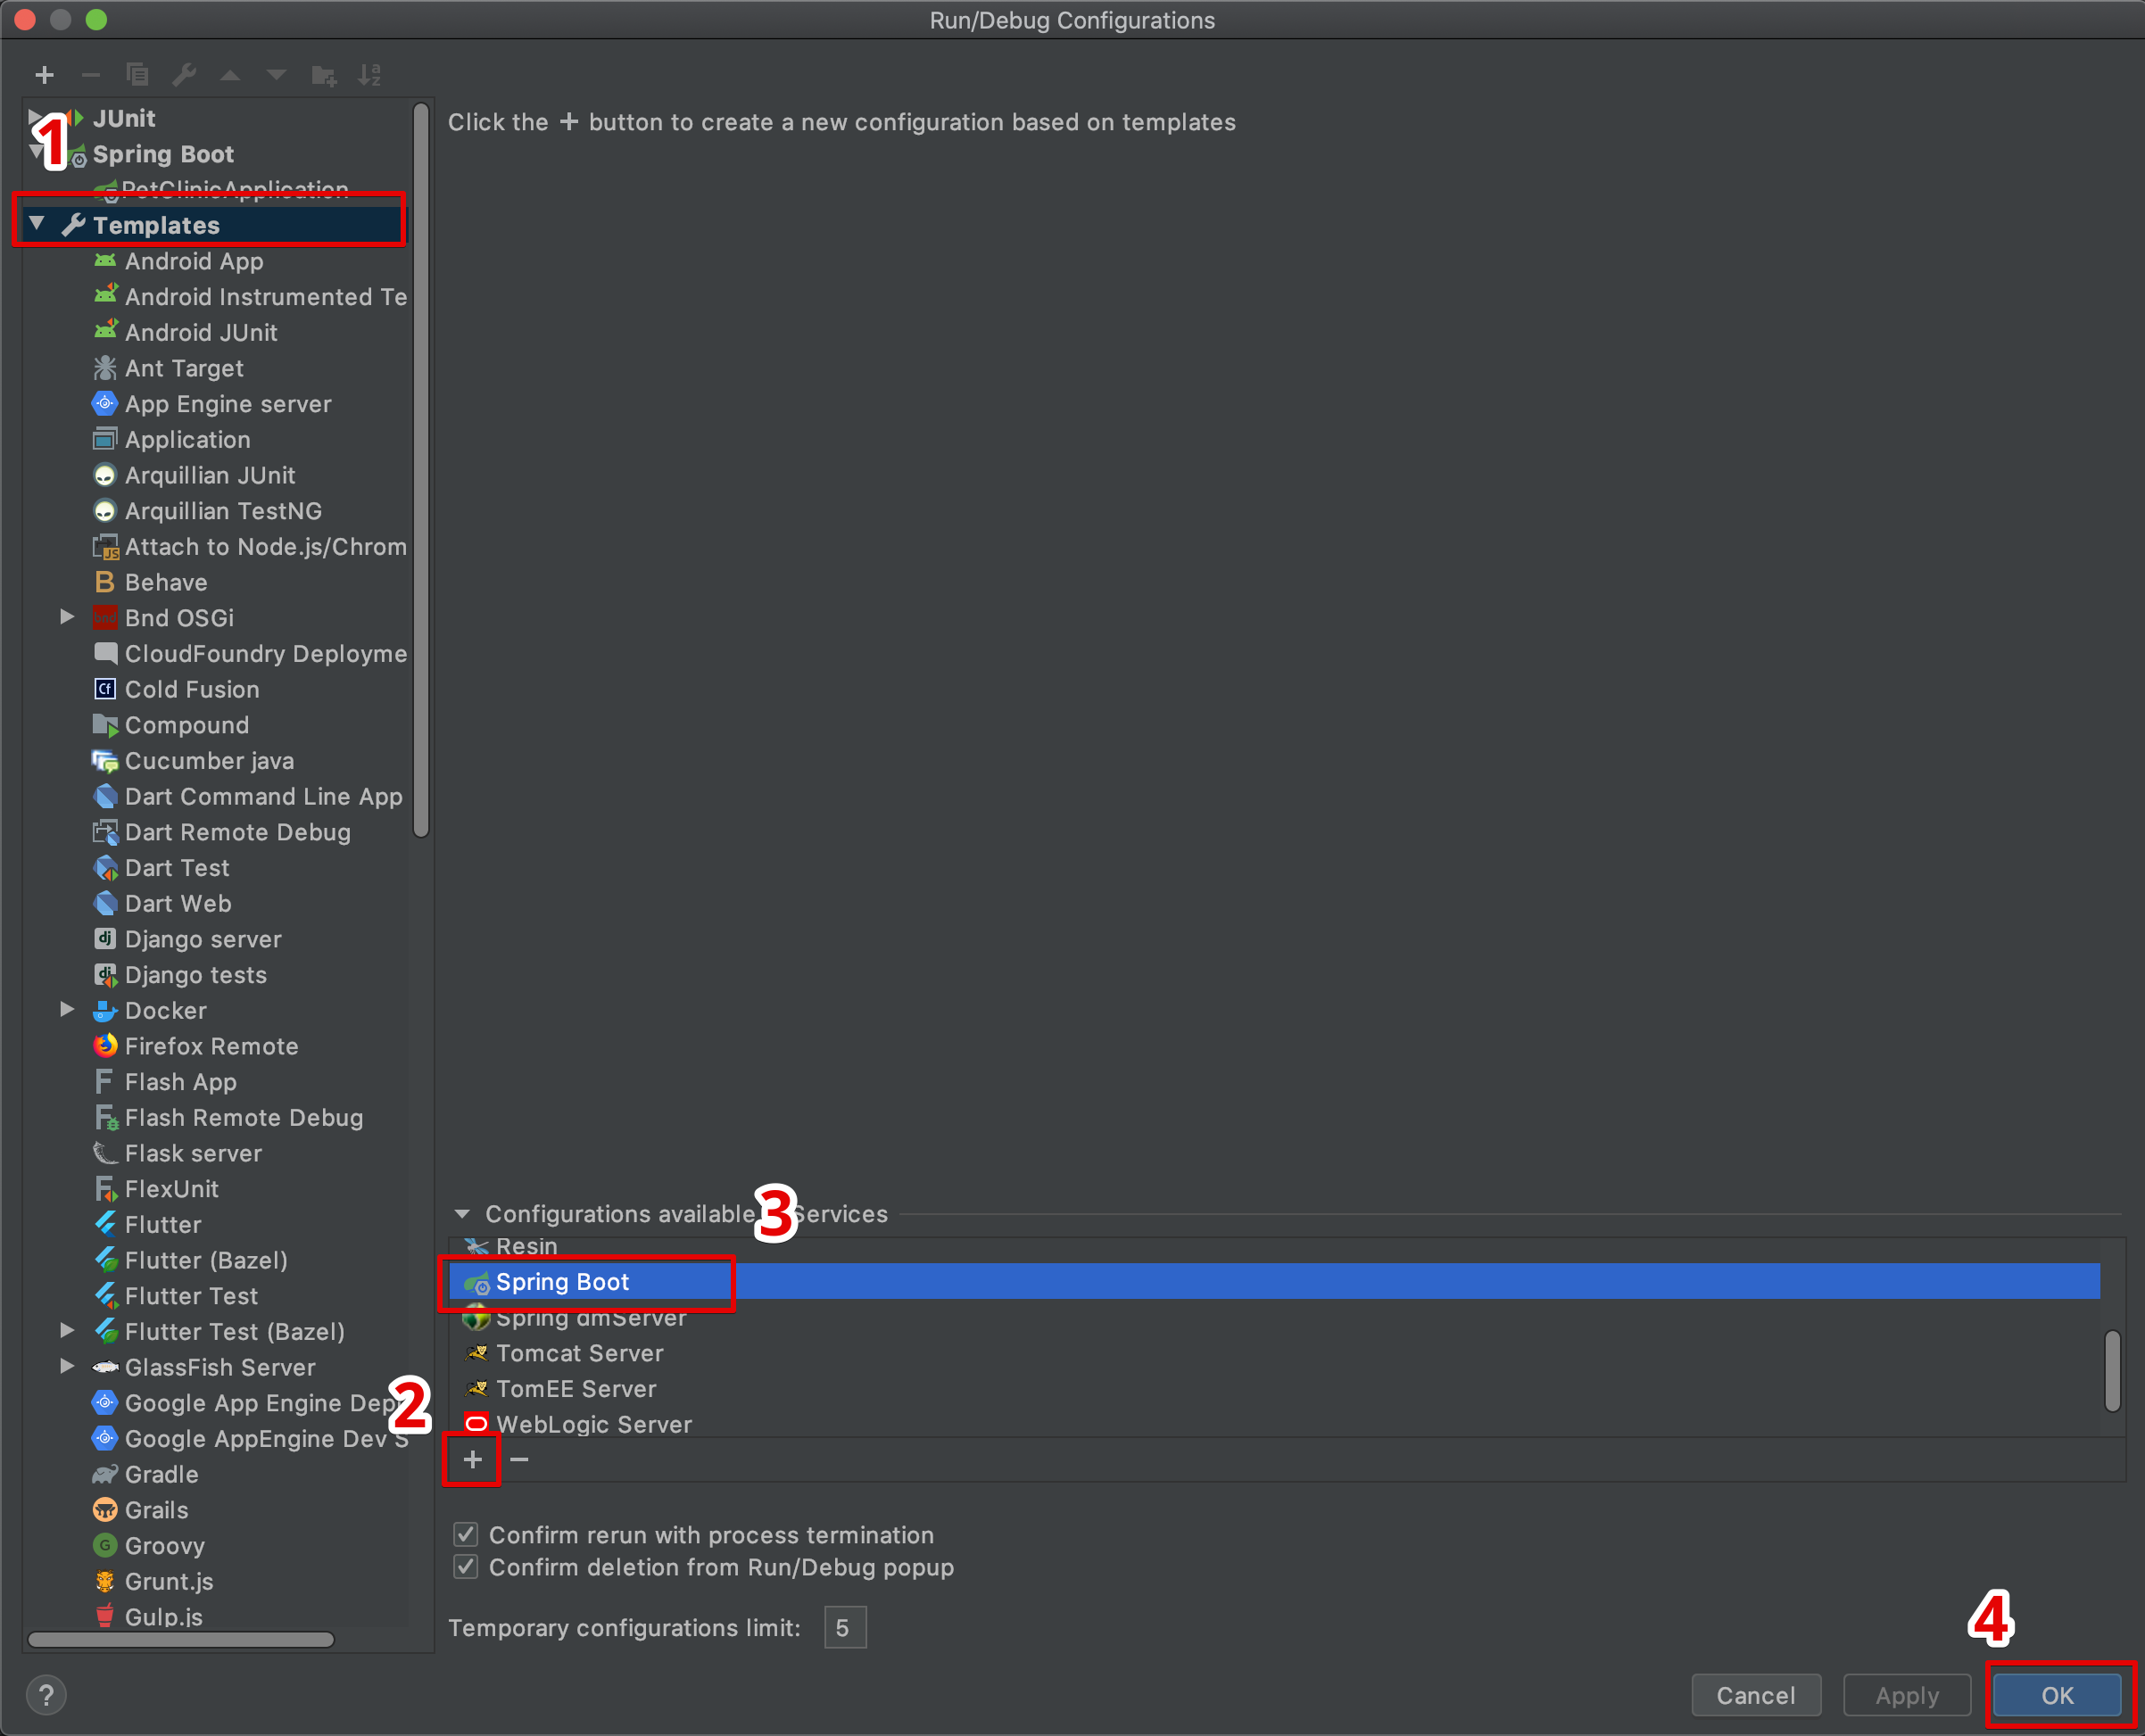 Run/Debug Configurations
JUnit
1
Spring Boot
PetClinicApplication
Templates
Android App
Android Instrumented Te
Android JUnit
Ant Target
App Engine server
Application
Arquillian JUnit
Arquillian TestNG
Attach to Node.js/Chrom
Behave
Bnd OSGi
CloudFoundry Deployme
Cold Fusion
Compound
Cucumber java
Dart Command Line App
Dart Remote Debug
Dart Test
Dart Web
Django server
Django tests
Docker
Firefox Remote
Flash App
Flash Remote Debug
Flask server
FlexUnit
Flutter
Flutter (Bazel)
Flutter Test
Flutter Test (Bazel)
GlassFish Server
Google App Engine Dep
Google AppEngine Dev S
Gradle
Grails
Groovy
Grunt.js
Gulp.js
Click the + button to create a new configuration based on templates
3
Configurations available Services
Resin
Spring Boot
Spring dmServer
Tomcat Server
TomEE Server
WebLogic Server
2
Confirm rerun with process termination
Confirm deletion from Run/Debug popup
Temporary configurations limit: 5
4
?
Cancel Apply OK